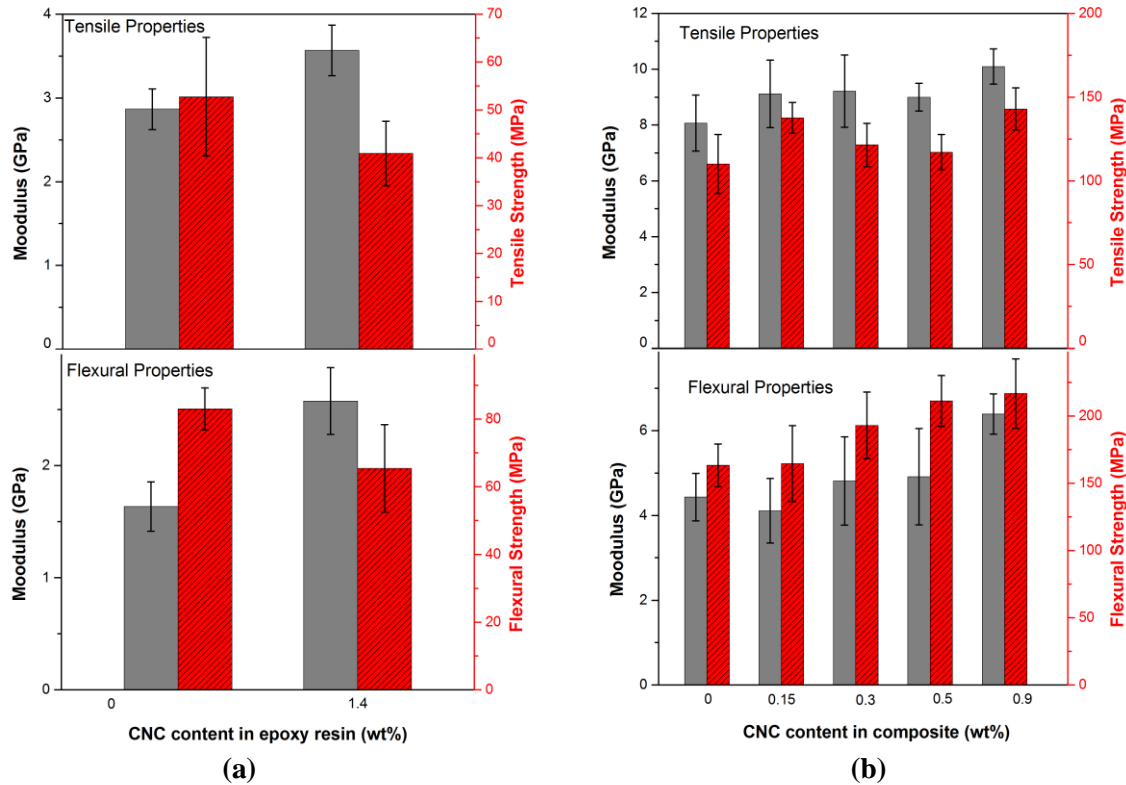 Tensile Properties
4
3
2
1
0
Moodulus (GPa)
70
60
50
40
30
20
10
0
Tensile Strength (MPa)
Flexural Properties
2
1
0
Moodulus (GPa)
80
60
40
20
0
Flexural Strength (MPa)
0 1.4
CNC content in epoxy resin (wt%)
(a)
Tensile Properties
12
10
8
6
4
2
0
Moodulus (GPa)
200
150
100
50
0
Tensile Strength (MPa)
Flexural Properties
6
4
2
0
Moodulus (GPa)
200
150
100
50
0
Flexural Strength (MPa)
0 0.15 0.3 0.5 0.9
CNC content in composite (wt%)
(b)